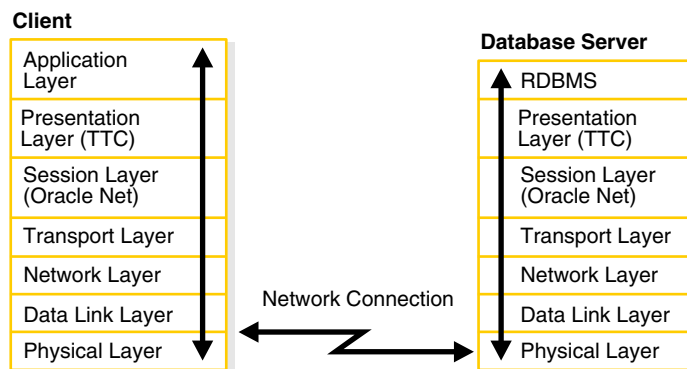 Client
Application
Layer
Presentation
Layer (TTC)
Session Layer
(Oracle Net)
Transport Layer
Network Layer
Data Link Layer
Physical Layer
Network Connection
Database Server
RDBMS
Presentation
Layer (TTC)
Session Layer
(Oracle Net)
Transport Layer
Network Layer
Data Link Layer
Physical Layer